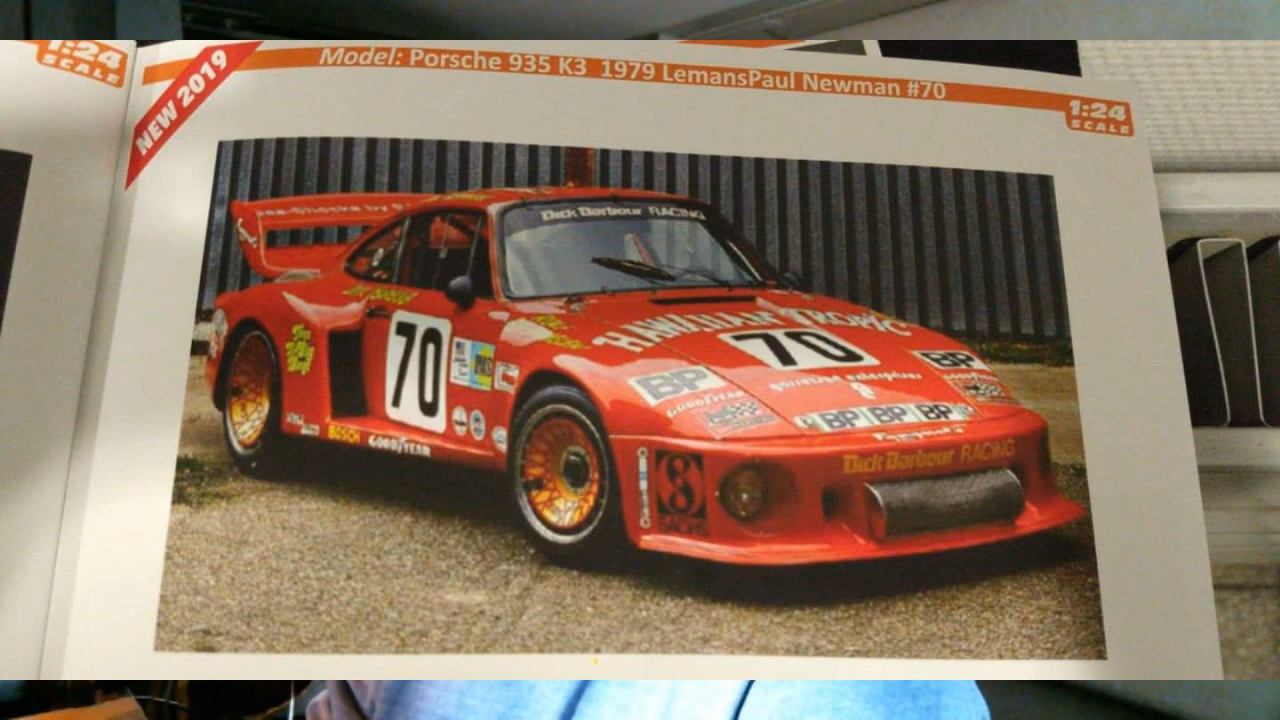 1:24
SCALE
NEW 2019
Model: Porsche 935 K3 1979 LemansPaul Newman #70
1:24
SCALE
Dick Barbour RACING
HAWAIIAN TROPIC
70
70
BP
BP
GOODYEAR
BP BP BP
BOSCH
GOODYEAR
Dick Barbour RACING
SACHS